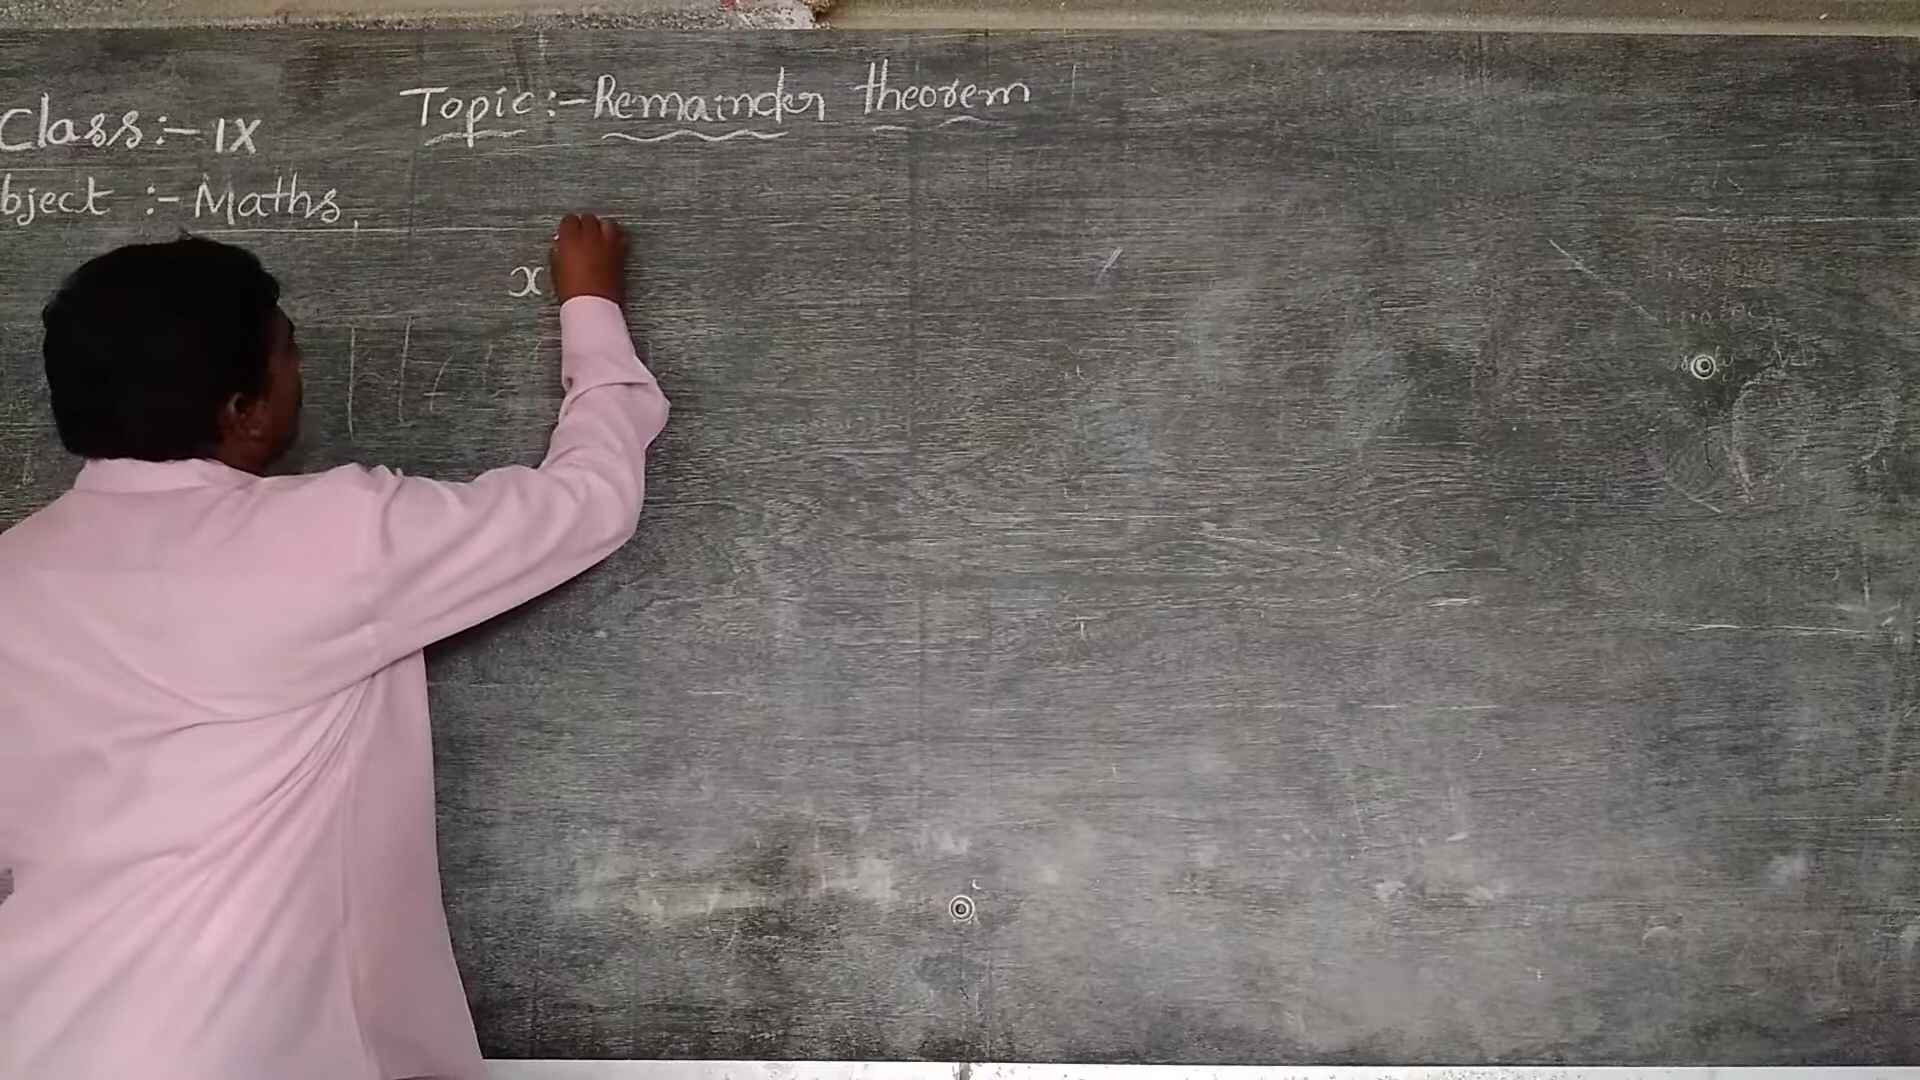 Topic:- Remainder theorem
Class:- IX
bject :- Maths,
x